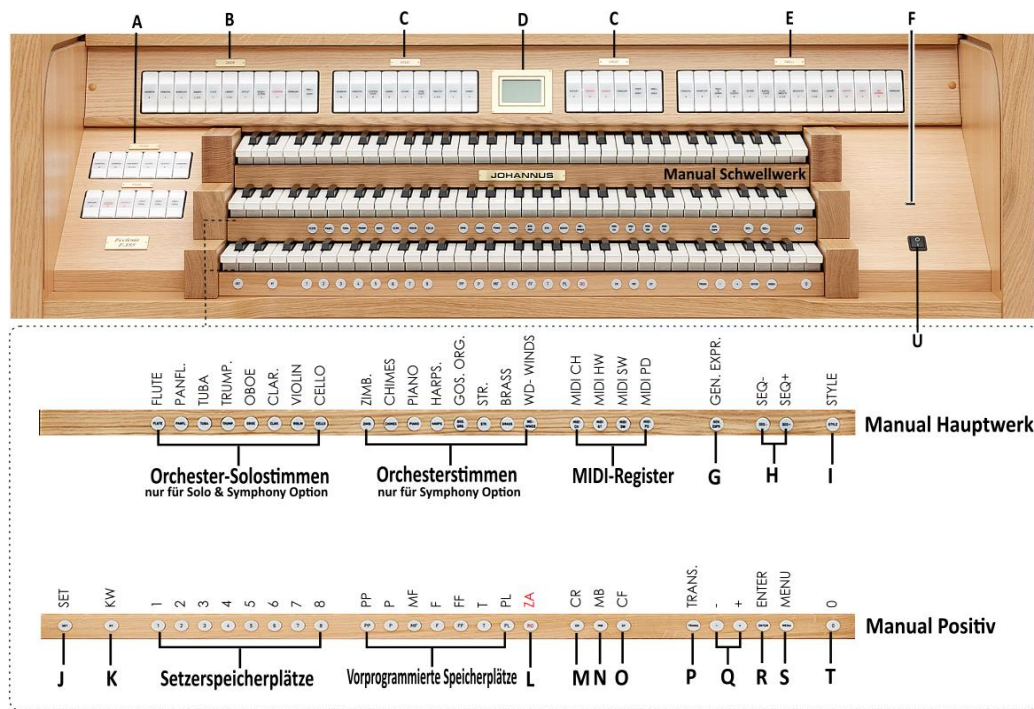 A B C D C E F
JOHANNUS
Manual Schwellwerk
U
FLUTE PANFL. TUBA TRUMP. OBOE CLAR. VIOLIN CELLO ZIMB. CHIMES PIANO HARPS. GOS. ORG. STR. BRASS WD- WINDS MIDI CH MIDI HW MIDI SW MIDI PD GEN. EXPR. SEQ- SEQ+ STYLE
Manual Hauptwerk
Orchester-Solostimmen Orchesterstimmen MIDI-Register G H I
nur für Solo & Symphony Option nur für Symphony Option
SET KW 1 2 3 4 5 6 7 8 PP P MF F FF T PL ZA CR MB CF TRANS. - + ENTER MENU 0
Manual Positiv
J K Setzerspeicherplätze Vorprogrammierte Speicherplätze L M N O P Q R S T